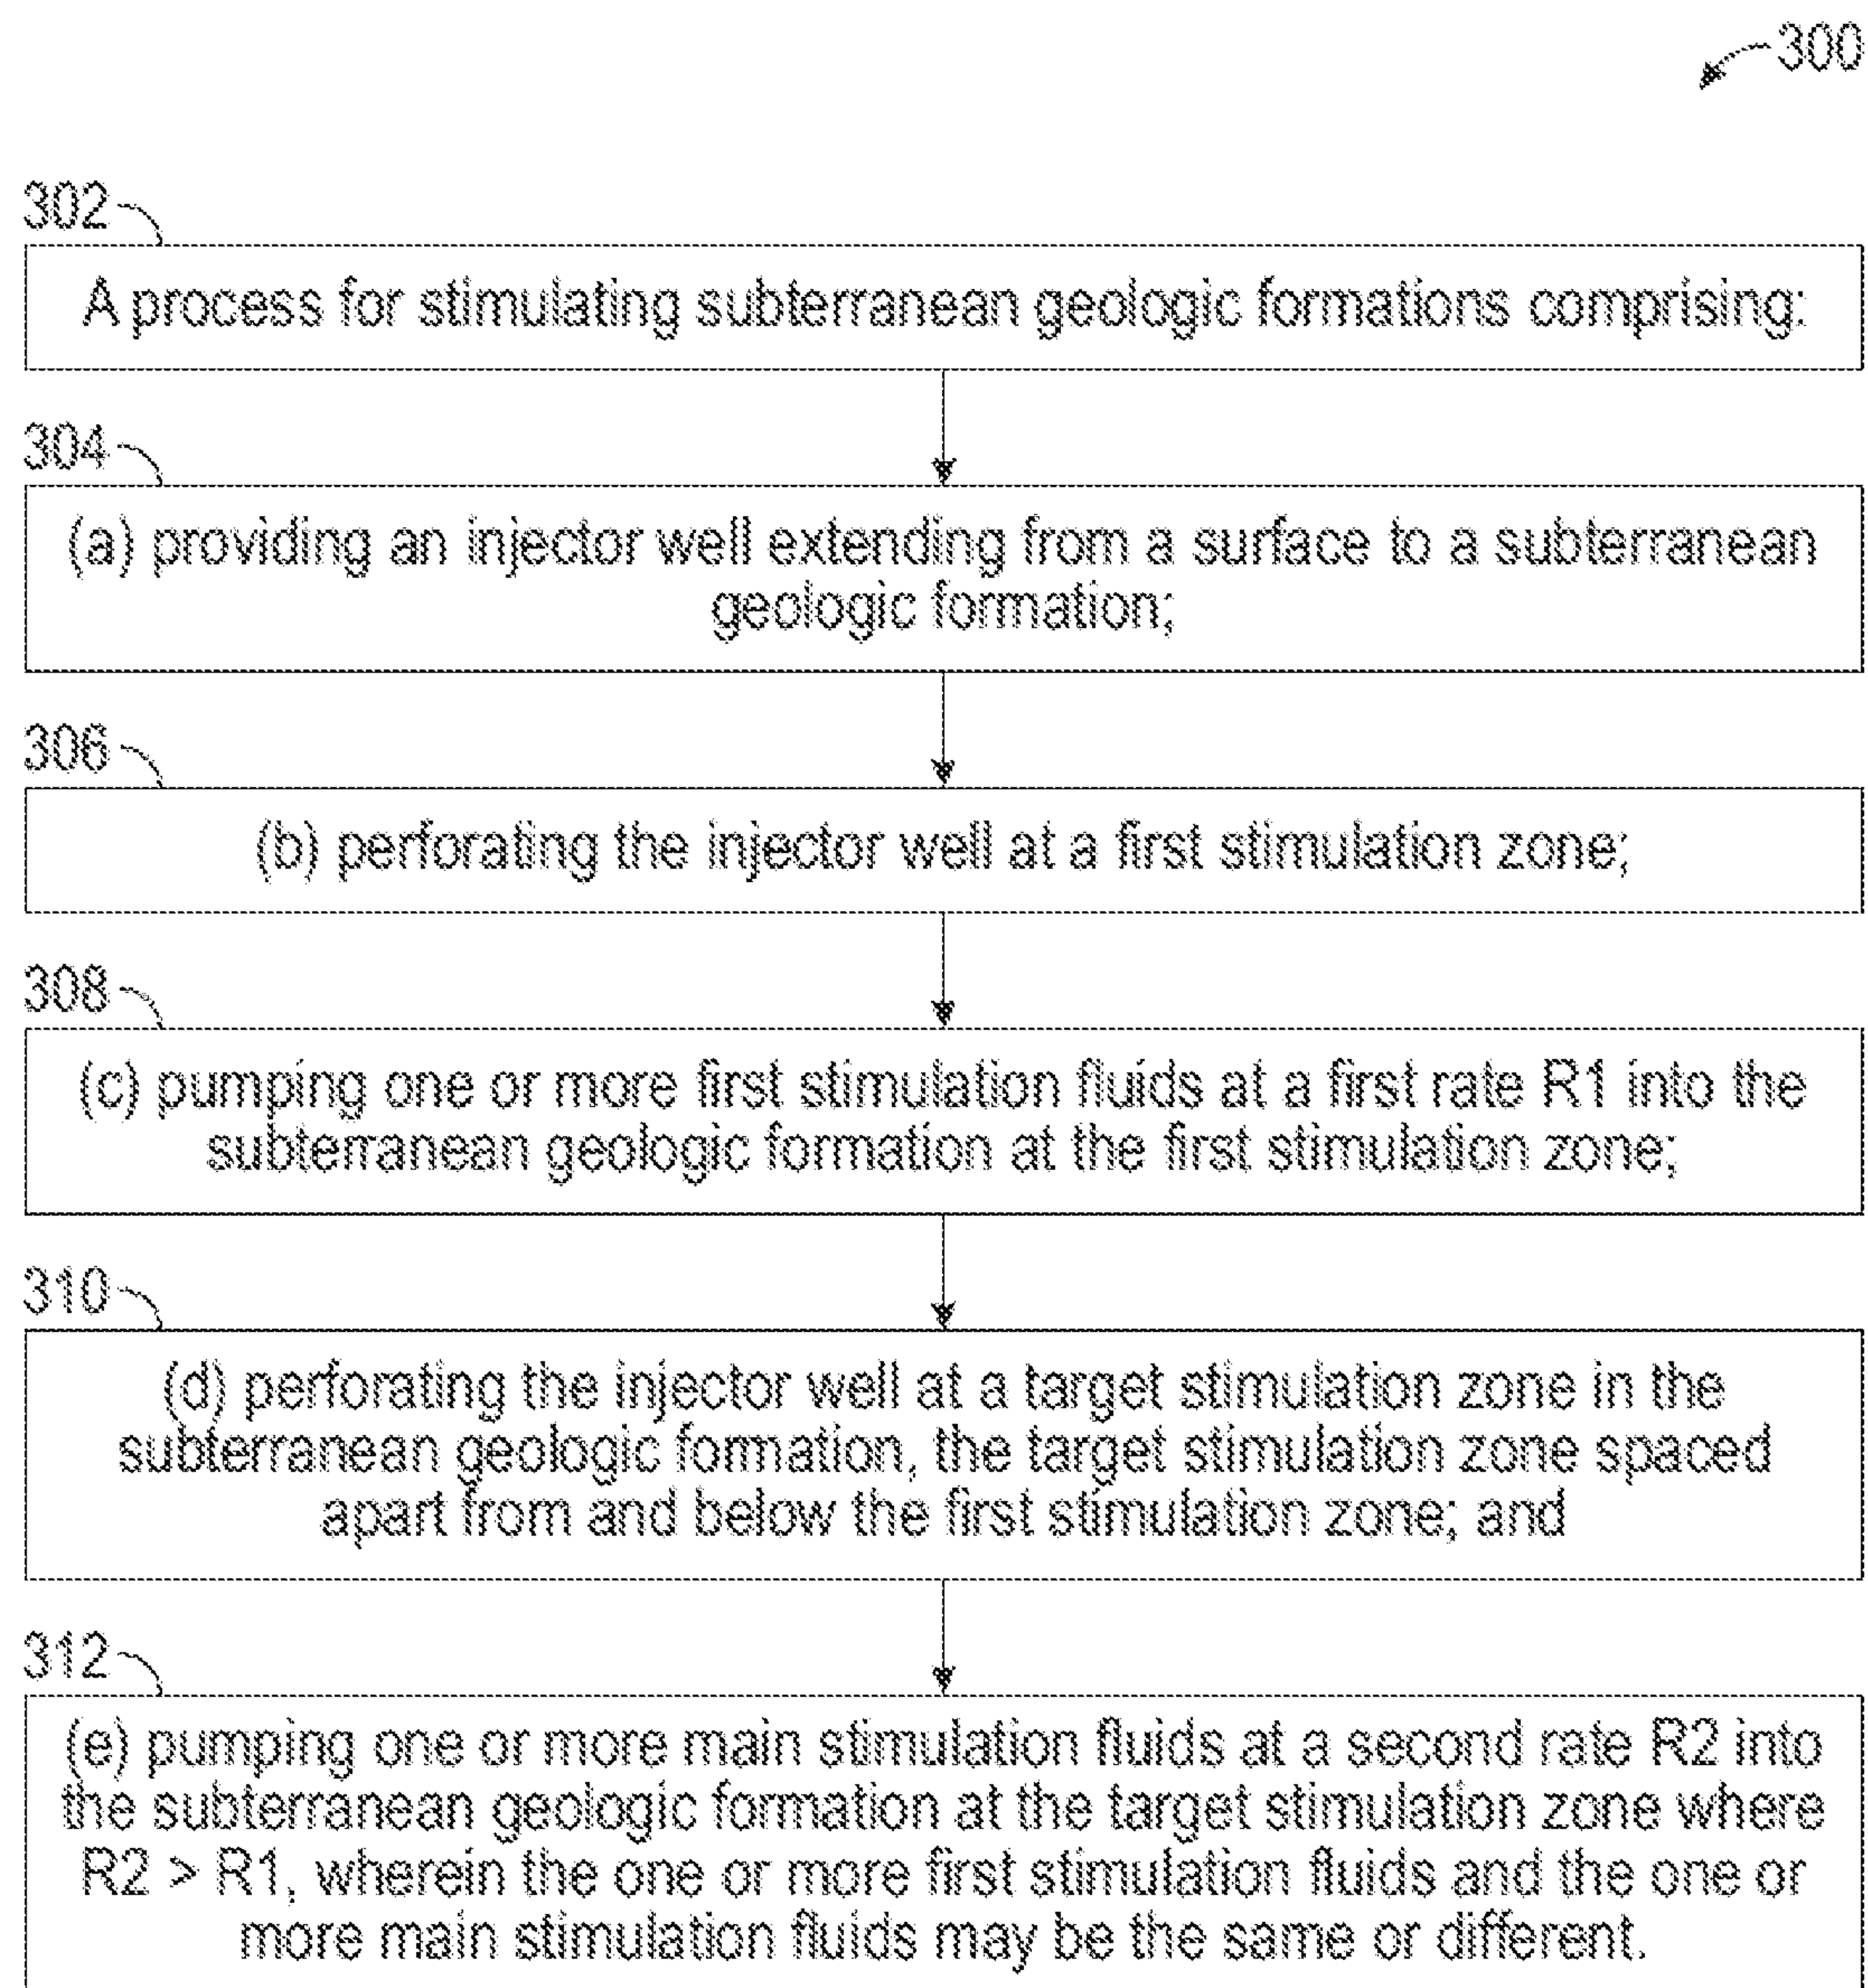 300
302
A process for stimulating subterranean geologic formations comprising:
304
(a) providing an injector well extending from a surface to a subterranean
geologic formation;
306
(b) perforating the injector well at a first stimulation zone;
308
(c) pumping one or more first stimulation fluids at a first rate R1 into the
subterranean geologic formation at the first stimulation zone;
310
(d) perforating the injector well at a target stimulation zone in the
subterranean geologic formation, the target stimulation zone spaced
apart from and below the first stimulation zone; and
312
(e) pumping one or more main stimulation fluids at a second rate R2 into
the subterranean geologic formation at the target stimulation zone where
R2 > R1, wherein the one or more first stimulation fluids and the one or
more main stimulation fluids may be the same or different.